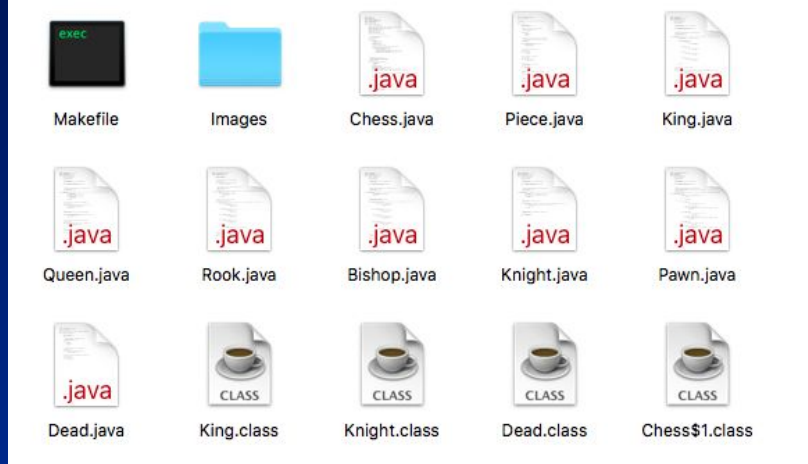 exec
.java
.java
.java
Makefile
Images
Chess.java
Piece.java
King.java
.java
.java
.java
.java
.java
Queen.java
Rook.java
Bishop.java
Knight.java
Pawn.java
.java
CLASS
CLASS
CLASS
CLASS
Dead.java
King.class
Knight.class
Dead.class
Chess$1.class